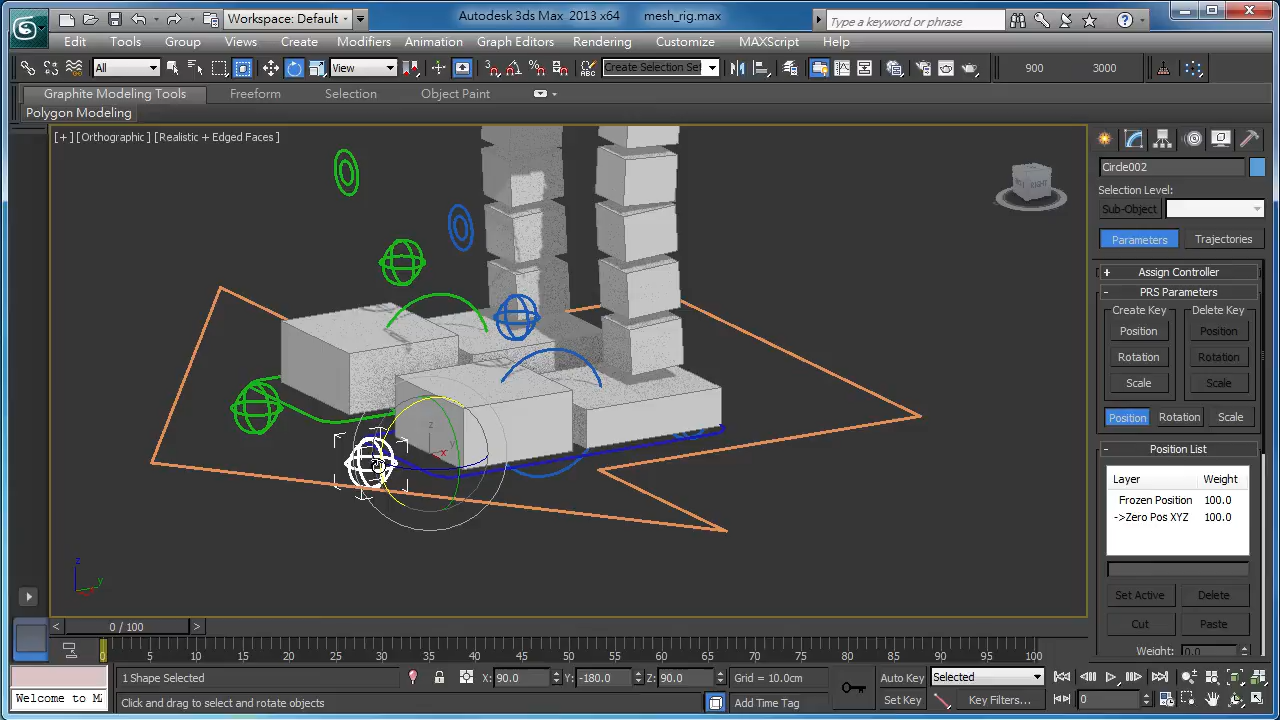 Workspace: Default
Autodesk 3ds Max 2013 x64 mesh_rig.max
Type a keyword or phrase
Edit Tools Group Views Create Modifiers Animation Graph Editors Rendering Customize MAXScript Help
All
View
Create Selection Set
900 3000
Graphite Modeling Tools Freeform Selection Object Paint
Polygon Modeling
[+] [Orthographic] [Realistic + Edged Faces]
RIGHT
z
y
x
z
y
Circle002
Selection Level:
Sub-Object
Parameters Trajectories
+ Assign Controller
- PRS Parameters
Create Key Delete Key
Position Position
Rotation Rotation
Scale Scale
Position Rotation Scale
- Position List
Layer Weight
Frozen Position 100.0
->Zero Pos XYZ 100.0
Set Active Delete
Cut Paste
Weight: 0.0
< 0 / 100 >
0 5 10 15 20 25 30 35 40 45 50 55 60 65 70 75 80 85 90 95 100
1 Shape Selected
X: 90.0 Y: -180.0 Z: 90.0
Grid = 10.0cm
Auto Key Selected
Welcome to MA
Click and drag to select and rotate objects
Add Time Tag
Set Key Key Filters...
0